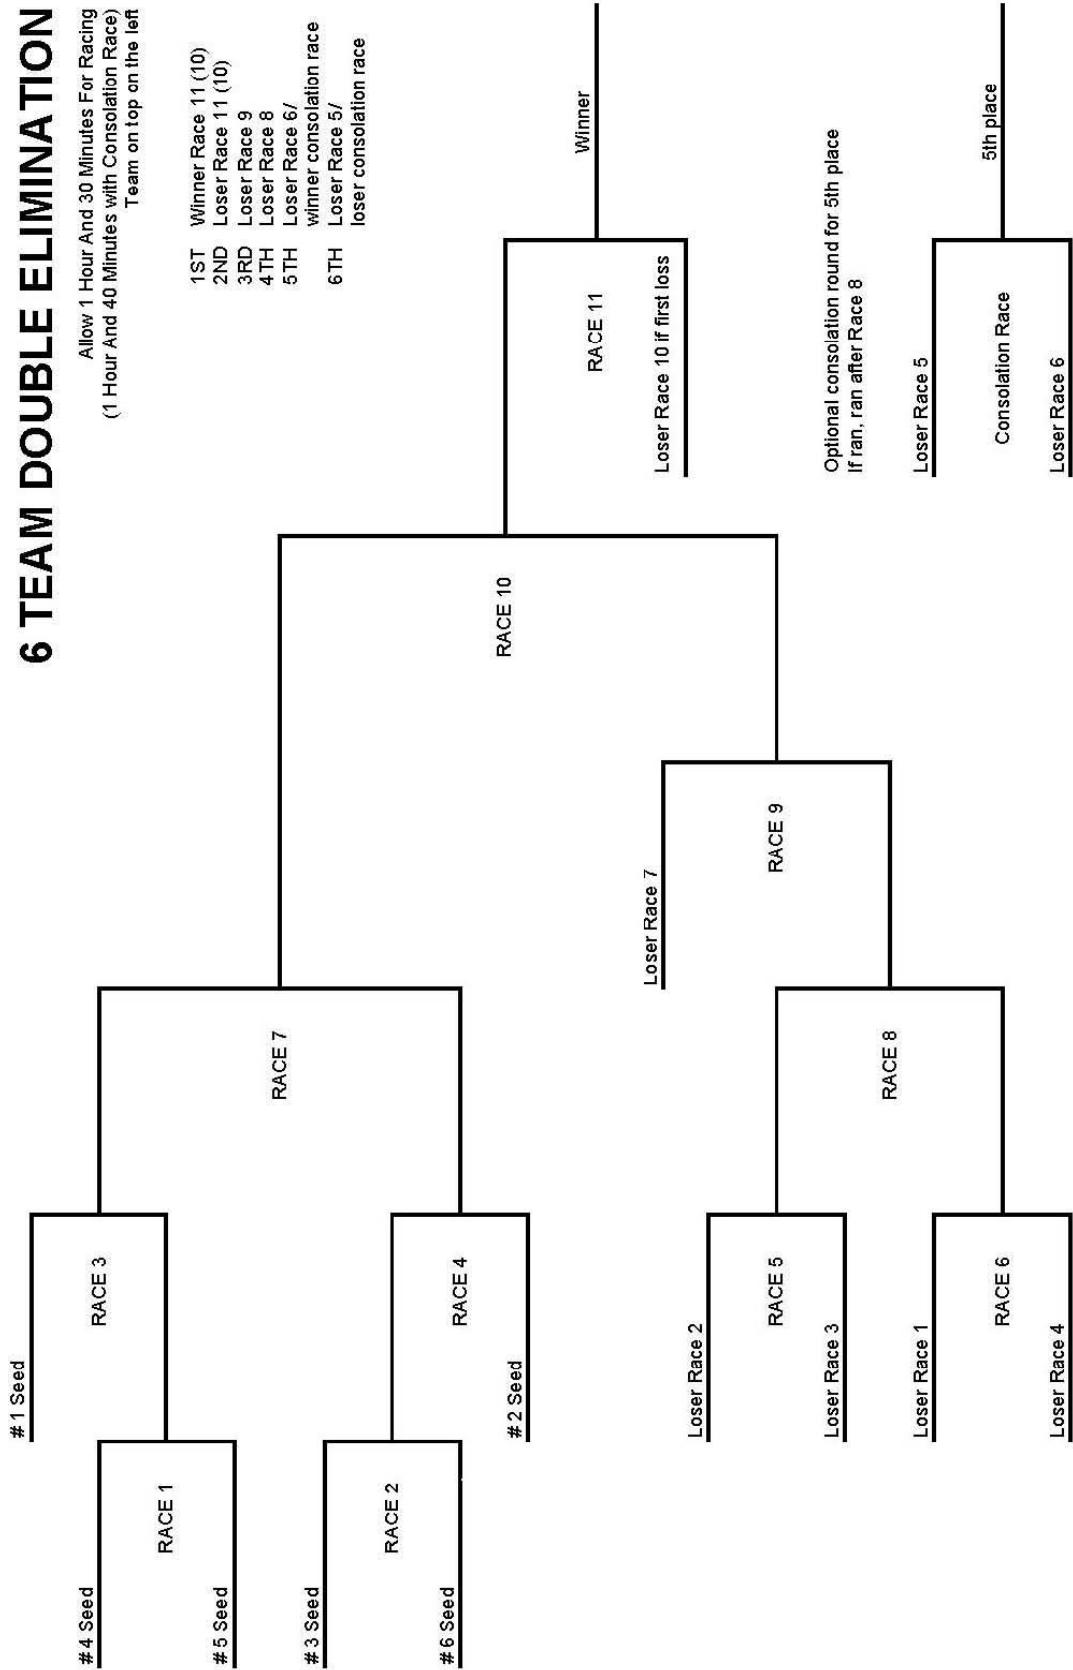 6 TEAM DOUBLE ELIMINATION
Allow 1 Hour And 30 Minutes For Racing
(1 Hour And 40 Minutes with Consolation Race)
Team on top on the left
1ST Winner Race 11 (10)
2ND Loser Race 11 (10)
3RD Loser Race 9
4TH Loser Race 8
5TH Loser Race 6/
winner consolation race
6TH Loser Race 5/
loser consolation race
#1 Seed
RACE 3
#4 Seed
RACE 1
#5 Seed
RACE 7
#3 Seed
RACE 2
#6 Seed
RACE 4
#2 Seed
RACE 10
Winner
RACE 11
Loser Race 10 if first loss
Loser Race 7
RACE 9
Loser Race 2
RACE 5
Loser Race 3
RACE 8
Loser Race 1
RACE 6
Loser Race 4
Optional consolation round for 5th place
If ran, ran after Race 8
Loser Race 5
Consolation Race
Loser Race 6
5th place